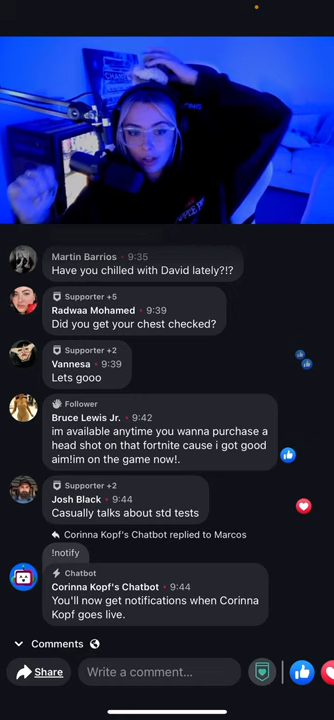 CHANEL
Martin Barrios • 9:35
Have you chilled with David lately?!?
Supporter +5
Radwaa Mohamed • 9:39
Did you get your chest checked?
Supporter +2
Vannesa • 9:39
Lets gooo
Follower
Bruce Lewis Jr. • 9:42
im available anytime you wanna purchase a
head shot on that fortnite cause i got good
aim!im on the game now!.
Supporter +2
Josh Black • 9:44
Casually talks about std tests
Corinna Kopf's Chatbot replied to Marcos
!notify
Chatbot
Corinna Kopf's Chatbot • 9:44
You'll now get notifications when Corinna
Kopf goes live.
Comments
Share
Write a comment...